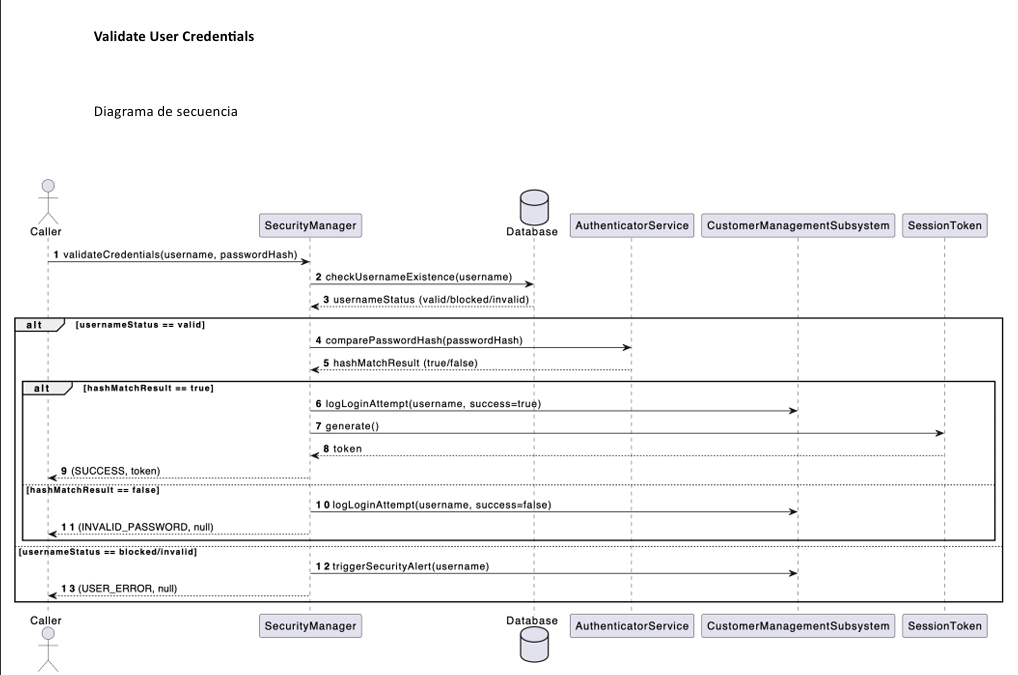 Validate User Credentials
Diagrama de secuencia
Caller
SecurityManager
Database
AuthenticatorService
CustomerManagementSubsystem
SessionToken
1 validateCredentials(username, passwordHash)
2 checkUsernameExistence(username)
3 usernameStatus (valid/blocked/invalid)
alt [usernameStatus == valid]
4 comparePasswordHash(passwordHash)
5 hashMatchResult (true/false)
alt [hashMatchResult == true]
6 logLoginAttempt(username, success=true)
7 generate()
8 token
9 (SUCCESS, token)
[hashMatchResult == false]
10 logLoginAttempt(username, success=false)
11 (INVALID_PASSWORD, null)
[usernameStatus == blocked/invalid]
12 triggerSecurityAlert(username)
13 (USER_ERROR, null)
Caller
SecurityManager
Database
AuthenticatorService
CustomerManagementSubsystem
SessionToken